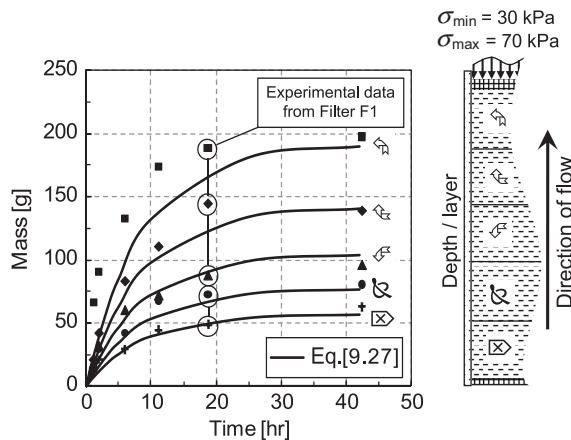 σmin = 30 kPa
σmax = 70 kPa
250
200
150
100
50
0
Mass [g]
Experimental data
from Filter F1
Eq.[9.27]
0
10
20
30
40
50
Time [hr]
Depth / layer
Direction of flow